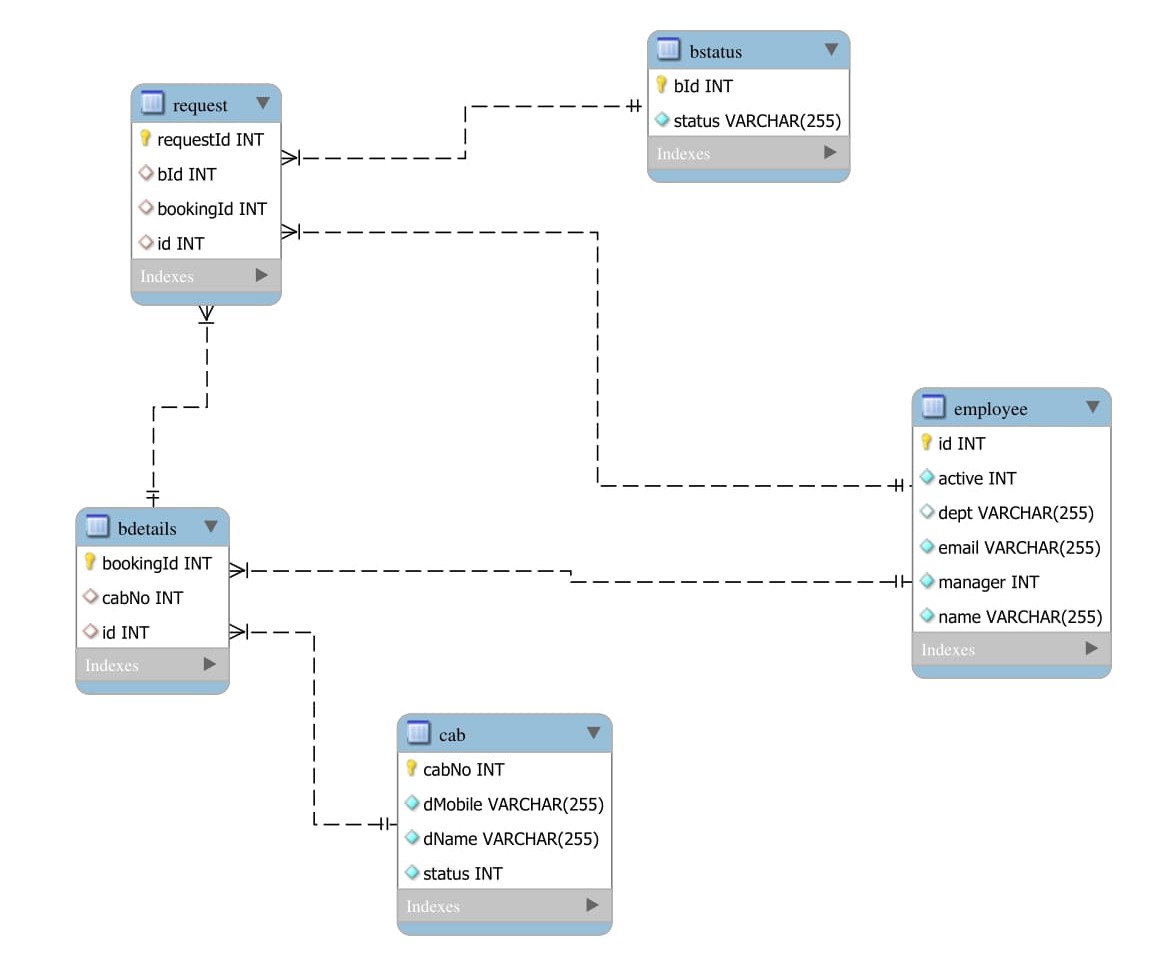 bstatus
bId INT
status VARCHAR(255)
Indexes
request
requestId INT
bId INT
bookingId INT
id INT
Indexes
employee
id INT
active INT
dept VARCHAR(255)
email VARCHAR(255)
manager INT
name VARCHAR(255)
Indexes
bdetails
bookingId INT
cabNo INT
id INT
Indexes
cab
cabNo INT
dMobile VARCHAR(255)
dName VARCHAR(255)
status INT
Indexes